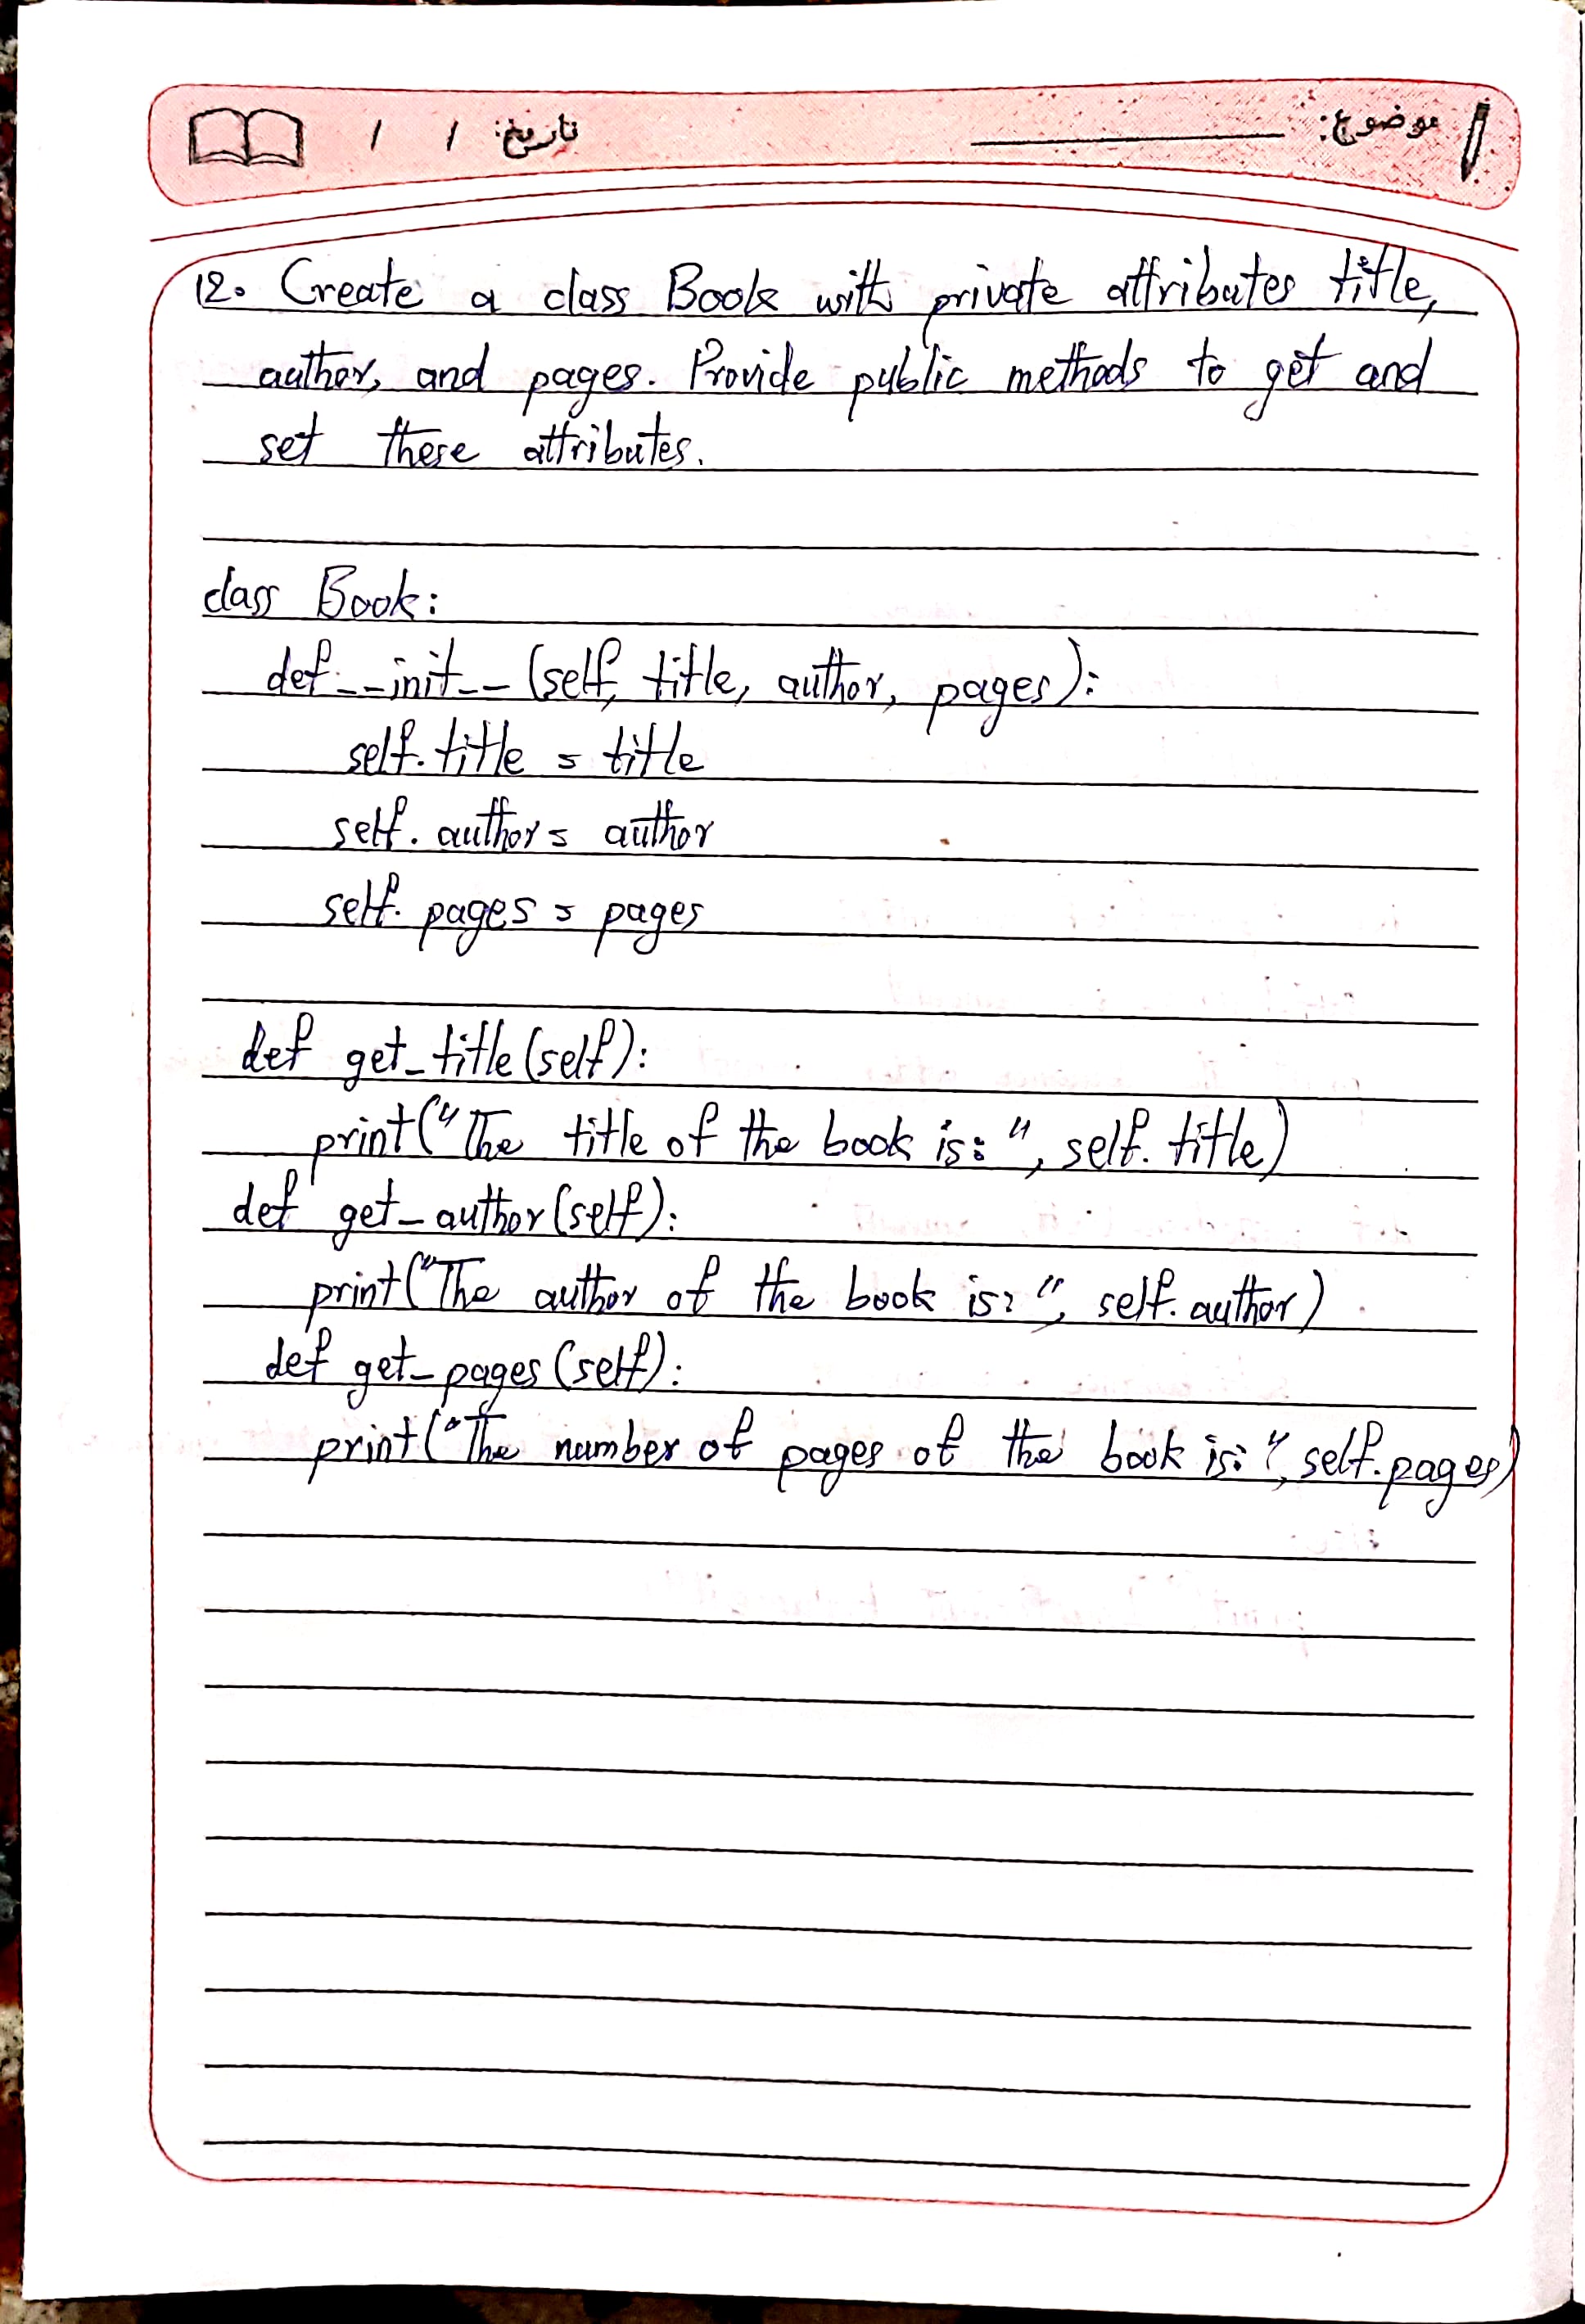 موضوع: تاریخ: / /
12. Create a class Book with private attributes title,
author, and pages. Provide public methods to get and
set these attributes.
class Book:
def __init__ (self, title, author, pages):
self.title = title
self.author = author
self.pages = pages
def get_title(self):
print("The title of the book is: ", self.title)
def get_author(self):
print("The author of the book is: ", self.author)
def get_pages(self):
print("The number of pages of the book is: ", self.pages)